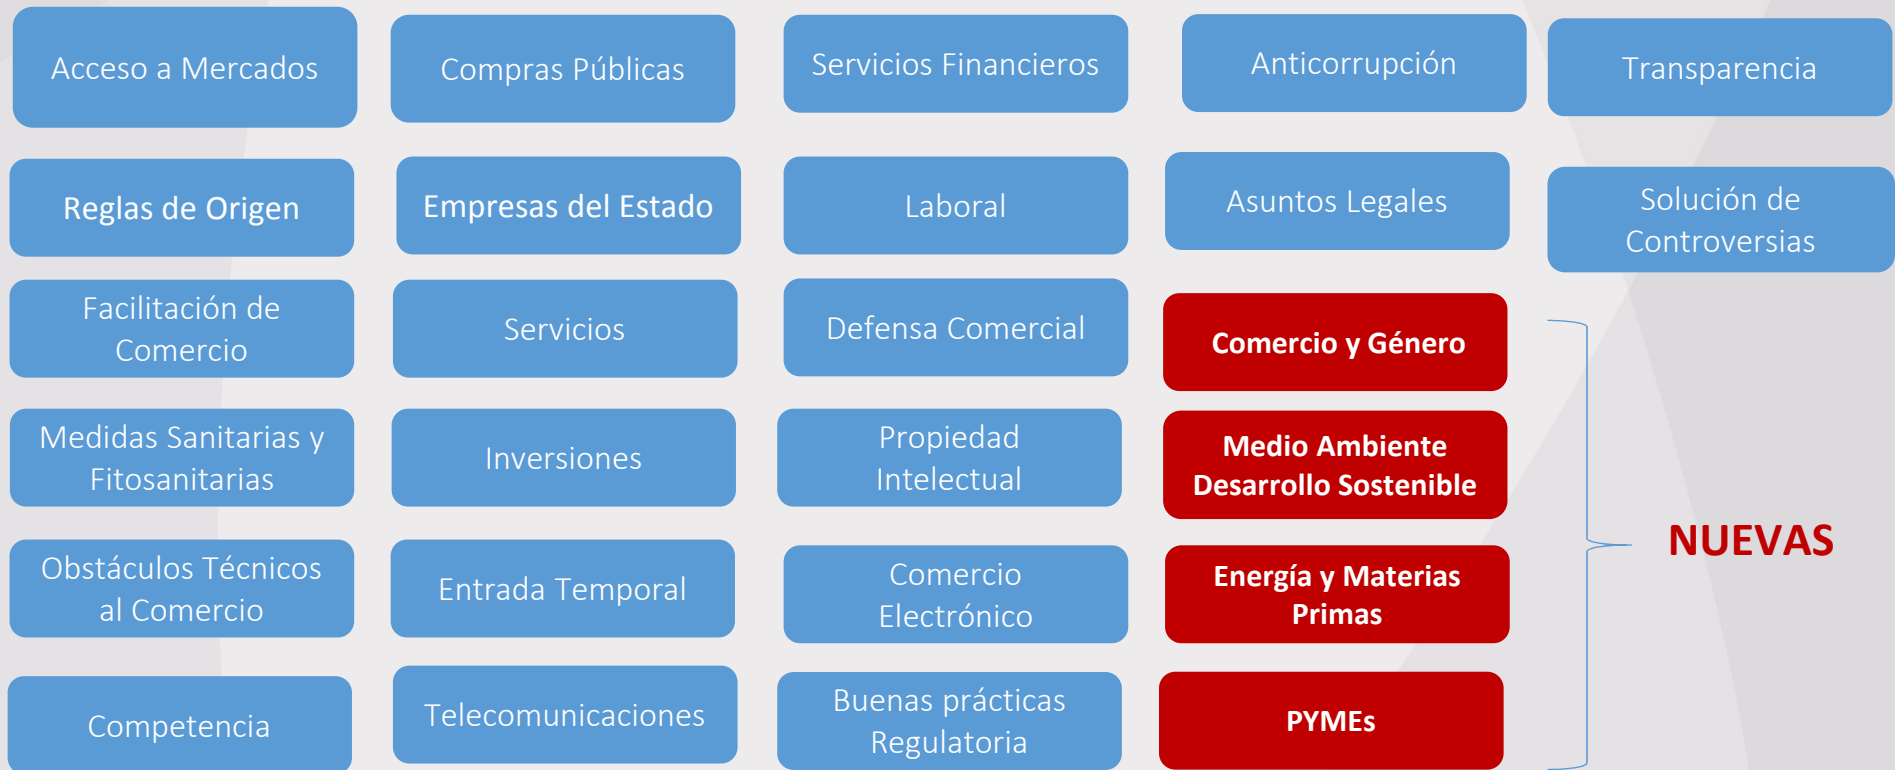 Acceso a Mercados
Compras Públicas
Servicios Financieros
Anticorrupción
Transparencia
Reglas de Origen
Empresas del Estado
Laboral
Asuntos Legales
Solución de
Controversias
Facilitación de
Comercio
Servicios
Defensa Comercial
Comercio y Género
Medidas Sanitarias y
Fitosanitarias
Inversiones
Propiedad
Intelectual
Medio Ambiente
Desarrollo Sostenible
NUEVAS
Obstáculos Técnicos
al Comercio
Entrada Temporal
Comercio
Electrónico
Energía y Materias
Primas
Competencia
Telecomunicaciones
Buenas prácticas
Regulatoria
PYMEs